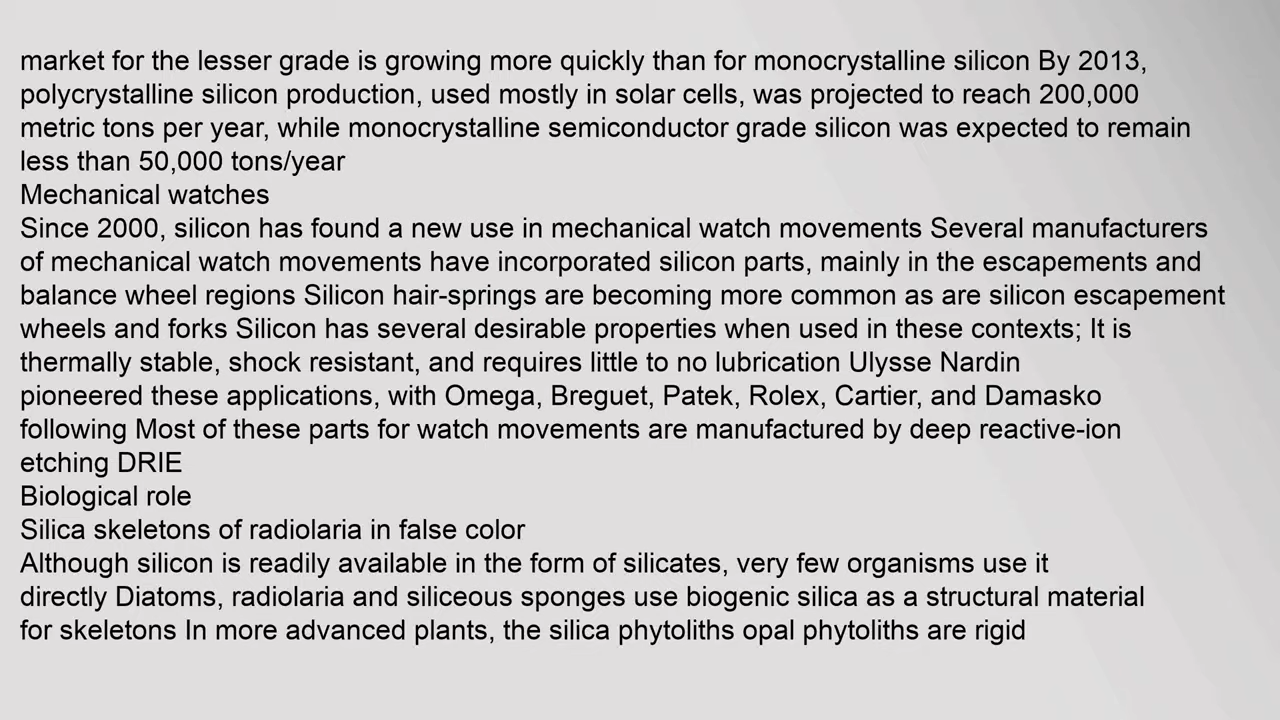 market for the lesser grade is growing more quickly than for monocrystalline silicon By 2013,
polycrystalline silicon production, used mostly in solar cells, was projected to reach 200,000
metric tons per year, while monocrystalline semiconductor grade silicon was expected to remain
less than 50,000 tons/year
Mechanical watches
Since 2000, silicon has found a new use in mechanical watch movements Several manufacturers
of mechanical watch movements have incorporated silicon parts, mainly in the escapements and
balance wheel regions Silicon hair-springs are becoming more common as are silicon escapement
wheels and forks Silicon has several desirable properties when used in these contexts; It is
thermally stable, shock resistant, and requires little to no lubrication Ulysse Nardin
pioneered these applications, with Omega, Breguet, Patek, Rolex, Cartier, and Damasko
following Most of these parts for watch movements are manufactured by deep reactive-ion
etching DRIE
Biological role
Silica skeletons of radiolaria in false color
Although silicon is readily available in the form of silicates, very few organisms use it
directly Diatoms, radiolaria and siliceous sponges use biogenic silica as a structural material
for skeletons In more advanced plants, the silica phytoliths opal phytoliths are rigid